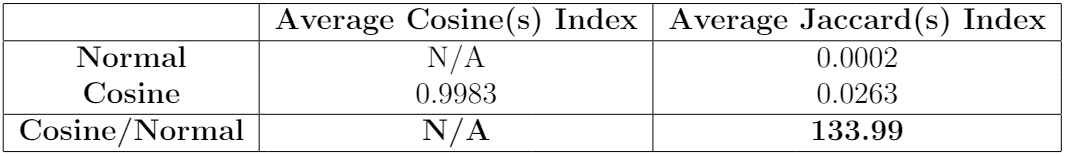 Average Cosine(s) Index Average Jaccard(s) Index
Normal N/A 0.0002
Cosine 0.9983 0.0263
Cosine/Normal N/A 133.99